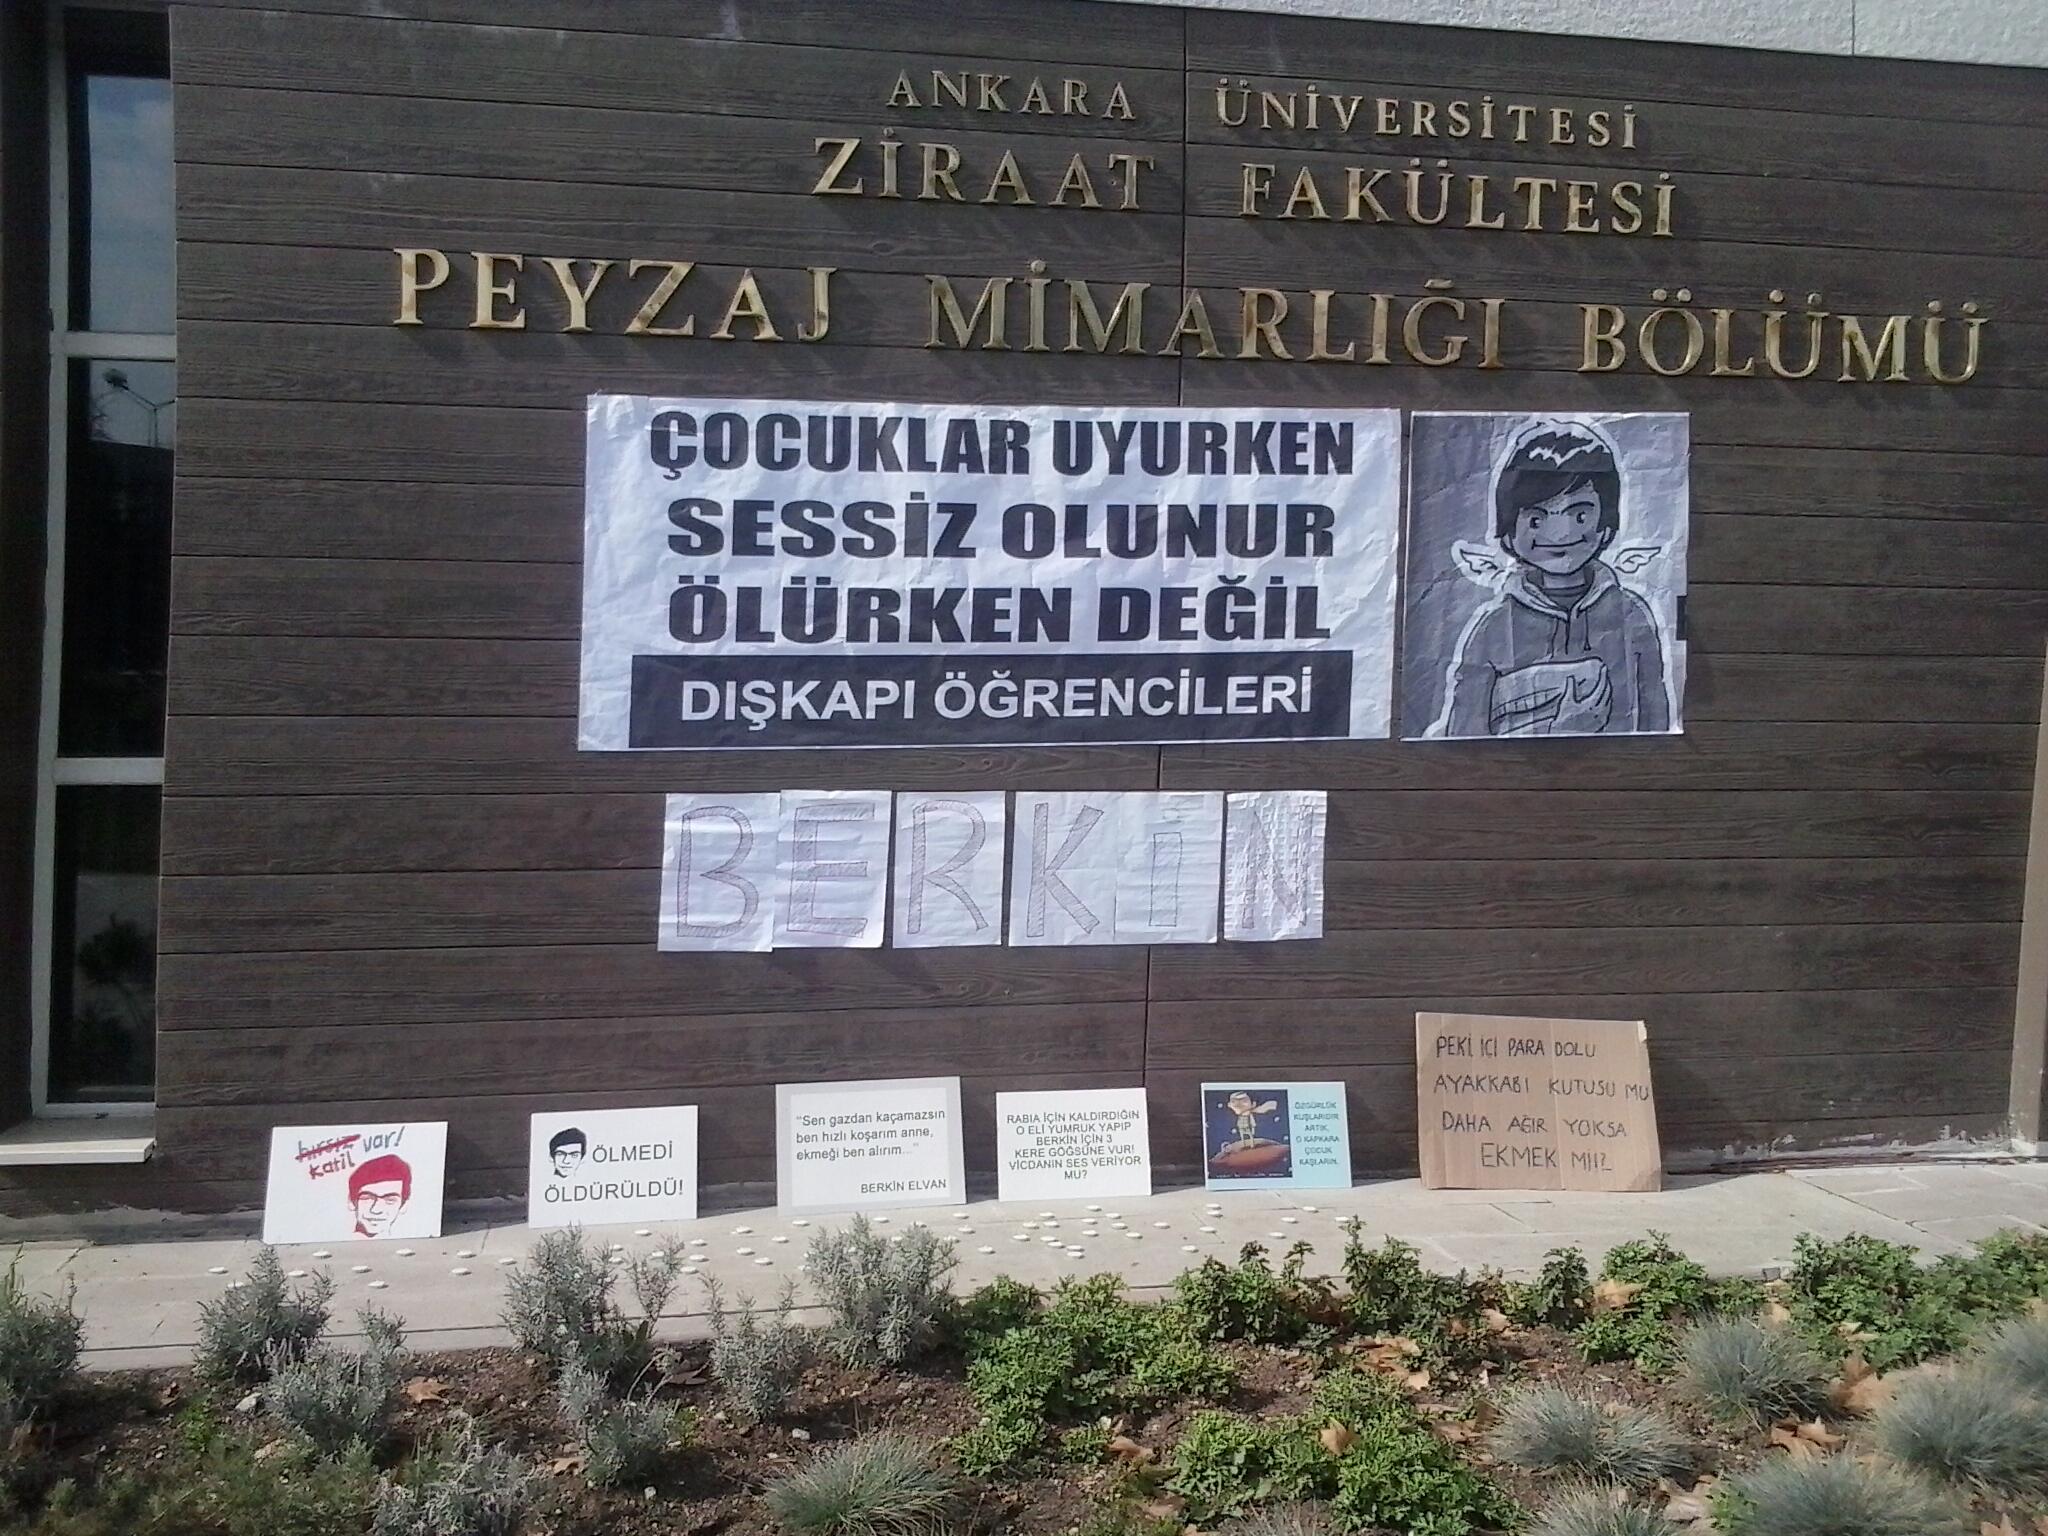 ANKARA ÜNİVERSİTESİ
ZİRAAT FAKÜLTESİ
PEYZAJ MİMARLIĞI BÖLÜMÜ
ÇOCUKLAR UYURKEN
SESSİZ OLUNUR
ÖLÜRKEN DEĞİL
DIŞKAPI ÖĞRENCİLERİ
BERKİN
hırsız var!
katil
ÖLMEDİ
ÖLDÜRÜLDÜ!
"Sen gazdan kaçamazsın
ben hızlı koşarım anne,
ekmeği ben alırım..."
BERKİN ELVAN
RABIA İÇİN KALDIRDIĞIN
O ELİ YUMRUK YAPIP
BERKİN İÇİN 3
KERE GÖĞSÜNE VUR!
VİCDANIN SES VERİYOR
MU?
ÖZGÜRLÜK
KUŞLARIDIR
ARTIK,
O KAPKARA
ÇOCUK
KAŞLARIN.
PEKİ İÇİ PARA DOLU
AYAKKABI KUTUSU MU
DAHA AĞIR YOKSA
EKMEK Mİ!?